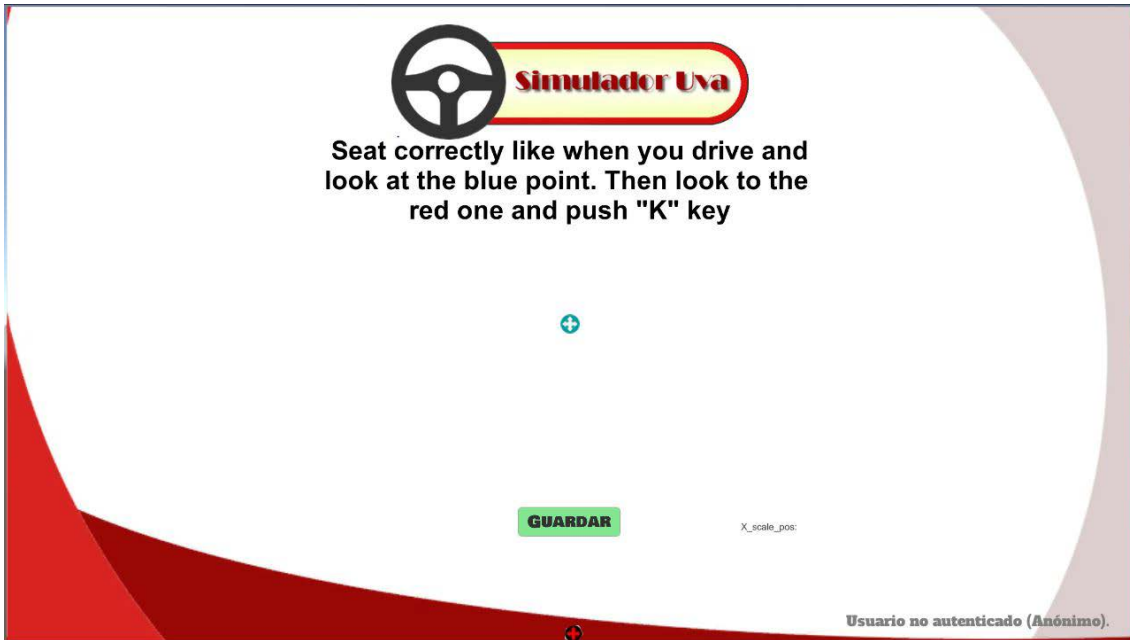 Simulador Uva
Seat correctly like when you drive and
look at the blue point. Then look to the
red one and push "K" key
GUARDAR
X_scale_pos:
Usuario no autenticado (Anónimo).